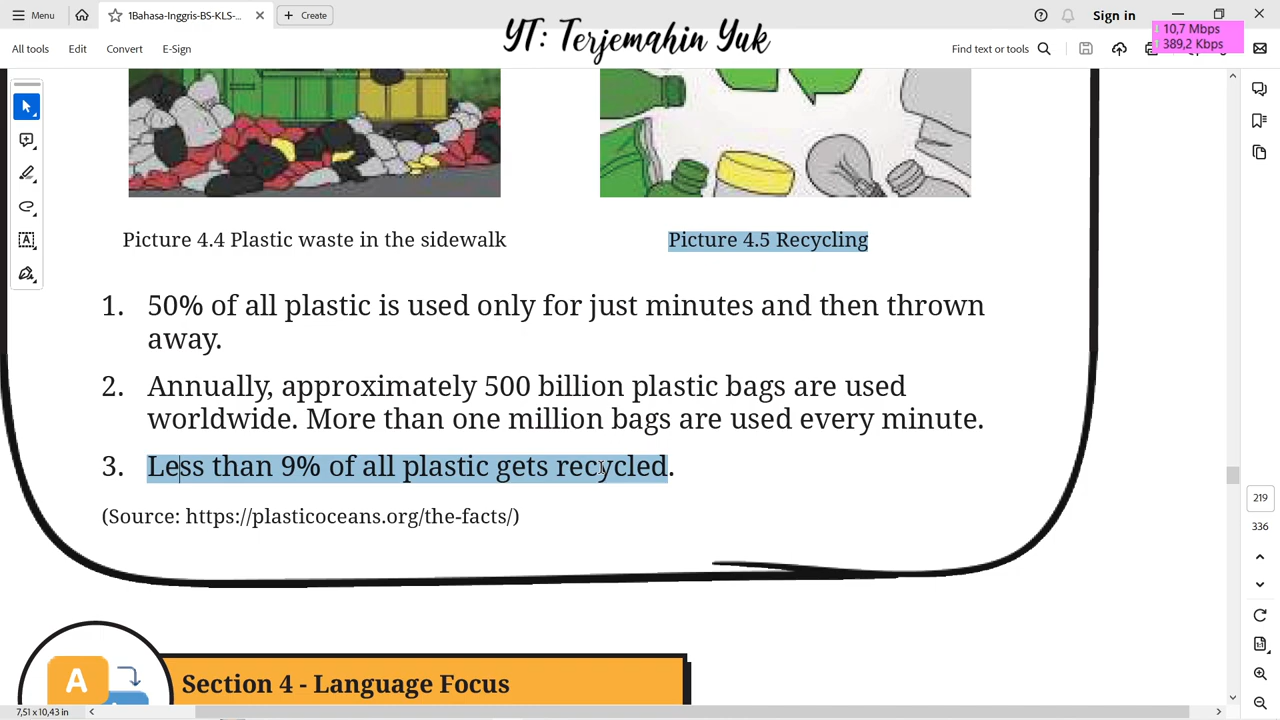 Menu
1Bahasa-Inggris-BS-KLS-...
Create
Sign in
10,7 Mbps
389,2 Kbps
YT: Terjemahin Yuk
All tools
Edit
Convert
E-Sign
Find text or tools
Picture 4.4 Plastic waste in the sidewalk
Picture 4.5 Recycling
1. 50% of all plastic is used only for just minutes and then thrown
away.
2. Annually, approximately 500 billion plastic bags are used
worldwide. More than one million bags are used every minute.
3. Less than 9% of all plastic gets recycled.
(Source: https://plasticoceans.org/the-facts/)
219
336
A
Section 4 - Language Focus
7,51 x 10,43 in